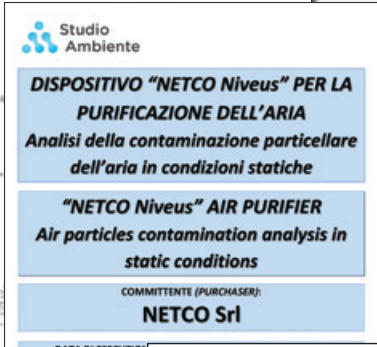 Studio
Ambiente
DISPOSITIVO “NETCO Niveus” PER LA
PURIFICAZIONE DELL’ARIA
Analisi della contaminazione particellare
dell’aria in condizioni statiche
“NETCO Niveus” AIR PURIFIER
Air particles contamination analysis in
static conditions
COMMITTENTE (PURCHASER):
NETCO Srl